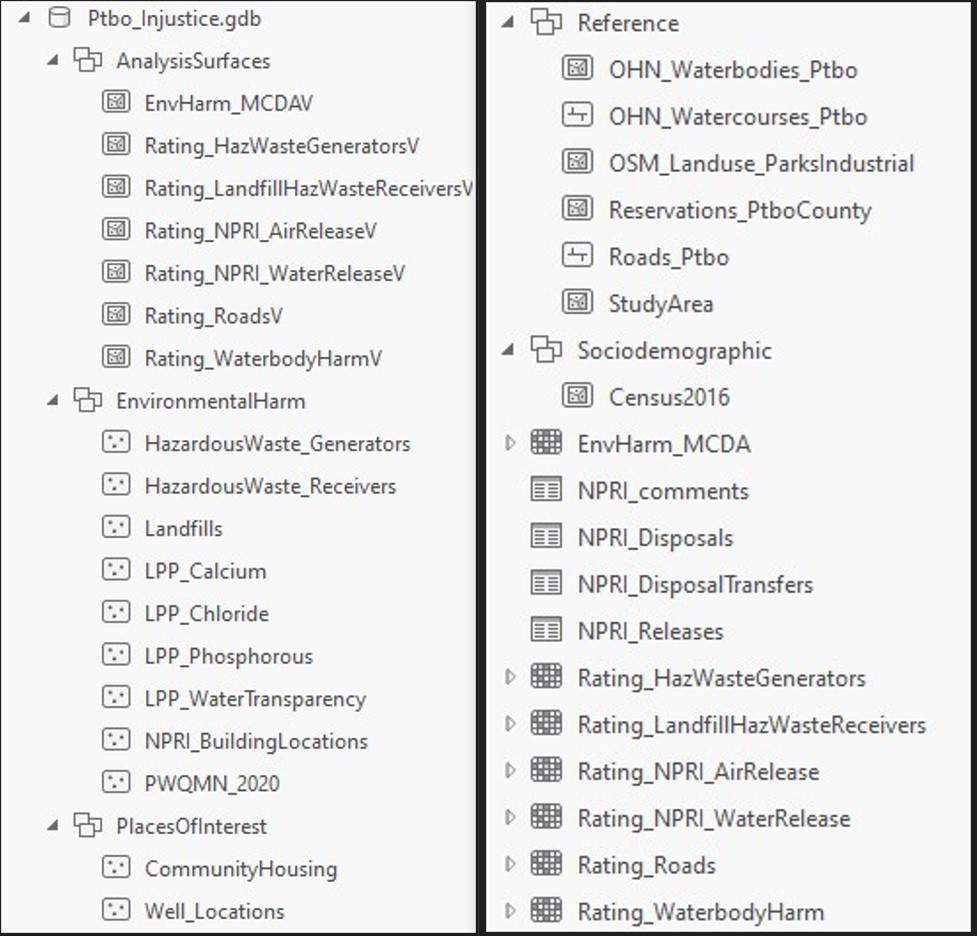 Ptbo_Injustice.gdb
AnalysisSurfaces
EnvHarm_MCDAV
Rating_HazWasteGeneratorsV
Rating_LandfillHazWasteReceiversV
Rating_NPRI_AirReleaseV
Rating_NPRI_WaterReleaseV
Rating_RoadsV
Rating_WaterbodyHarmV
EnvironmentalHarm
HazardousWaste_Generators
HazardousWaste_Receivers
Landfills
LPP_Calcium
LPP_Chloride
LPP_Phosphorous
LPP_WaterTransparency
NPRI_BuildingLocations
PWQMN_2020
PlacesOfInterest
CommunityHousing
Well_Locations
Reference
OHN_Waterbodies_Ptbo
OHN_Watercourses_Ptbo
OSM_Landuse_ParksIndustrial
Reservations_PtboCounty
Roads_Ptbo
StudyArea
Sociodemographic
Census2016
EnvHarm_MCDA
NPRI_comments
NPRI_Disposals
NPRI_DisposalTransfers
NPRI_Releases
Rating_HazWasteGenerators
Rating_LandfillHazWasteReceivers
Rating_NPRI_AirRelease
Rating_NPRI_WaterRelease
Rating_Roads
Rating_WaterbodyHarm